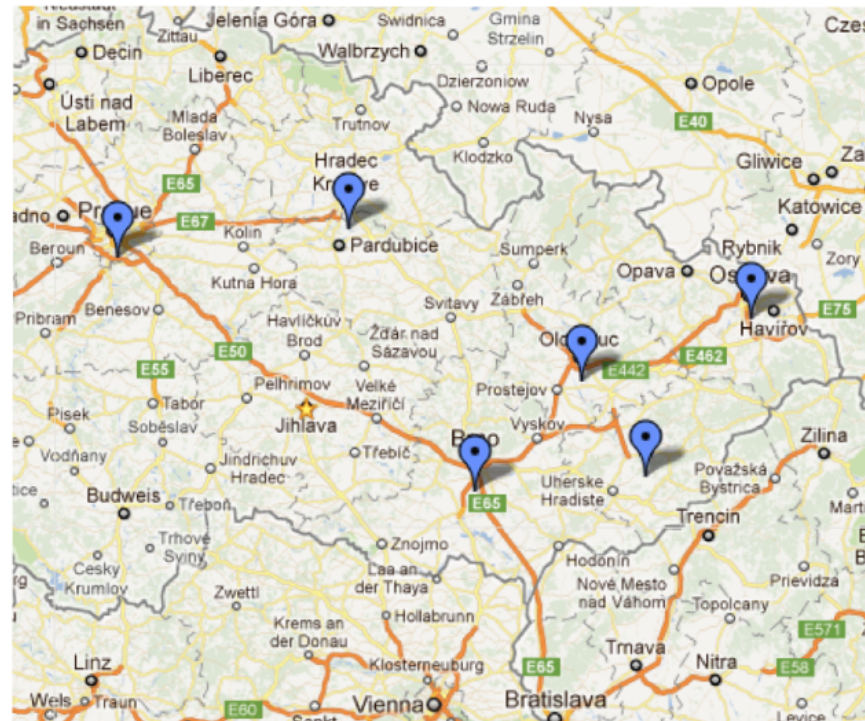 in Sachsen
Jelenia Góra
Swidnica
Gmina
Strzelin
Zittau
Decin
Liberec
Walbrzych
Dzierzoniow
Opole
Ústi nad
Labem
Mlada
Boleslav
Trutnov
Nowa Ruda
Nysa
E40
Klodzko
Gliwice
Hradec
E65
Katowice
E67
Kolin
Pardubice
Beroun
Sumperk
Opava
Rybnik
Zory
Kutna Hora
Zábřeh
Benesov
Svitavy
E75
Pribram
Havlíčkův
Brod
Žďár nad
Sázavou
Havířov
E50
E462
E442
E55
Pelhrimov
Velké
Meziříčí
Prostejov
Tabor
Pisek
Jihlava
Vyskov
Soběslav
Třebíč
Zilina
Vodňany
Jindrichuv
Hradec
Uherske
Hradiste
Považská
Bystrica
E65
Budweis
Třeboň
Trencin
Trhové
Sviny
Znojmo
Hodonín
Cesky
Krumlov
Laa an
der Thaya
Nové Mesto
nad Váhom
Prievidza
Zwettl
Topolcany
Hollabrunn
Krems an
der Donau
E571
Linz
Klosterneuburg
E65
Trnava
Nitra
E58
Wels
Traun
E60
Vienna
Bratislava
Levice